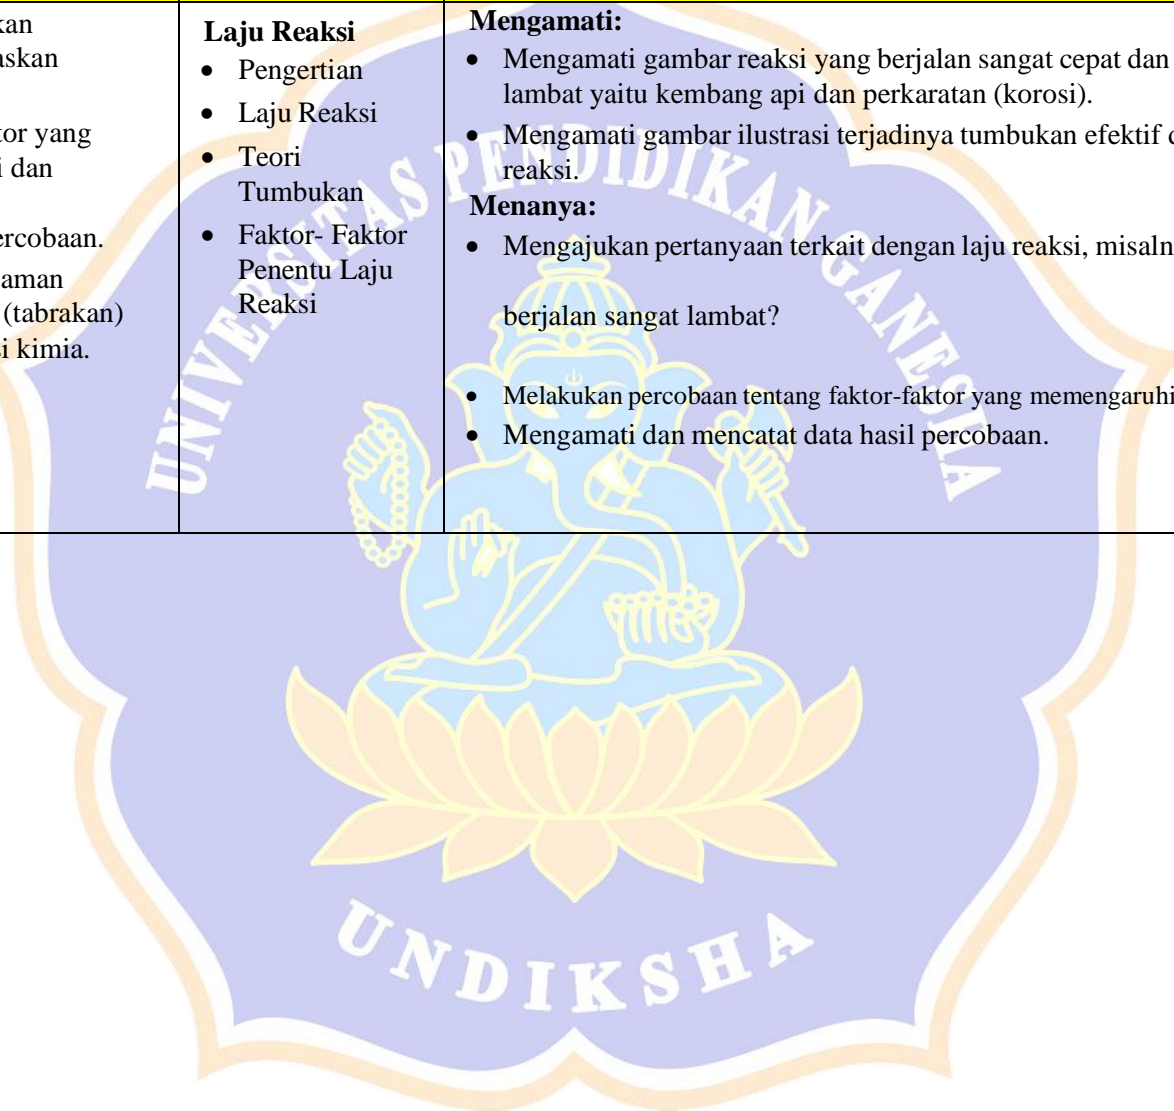 kan
askan
tor yang
i dan
ercobaan.
aman
(tabrakan)
si kimia.
Laju Reaksi
• Pengertian
• Laju Reaksi
• Teori
Tumbukan
• Faktor- Faktor
Penentu Laju
Reaksi
Mengamati:
• Mengamati gambar reaksi yang berjalan sangat cepat dan
lambat yaitu kembang api dan perkaratan (korosi).
• Mengamati gambar ilustrasi terjadinya tumbukan efektif d
reaksi.
Menanya:
• Mengajukan pertanyaan terkait dengan laju reaksi, misaln
berjalan sangat lambat?
• Melakukan percobaan tentang faktor-faktor yang memengaruhi
• Mengamati dan mencatat data hasil percobaan.
UNIVERSITAS PENDIDIKAN GANESHA
UNDIKSHA